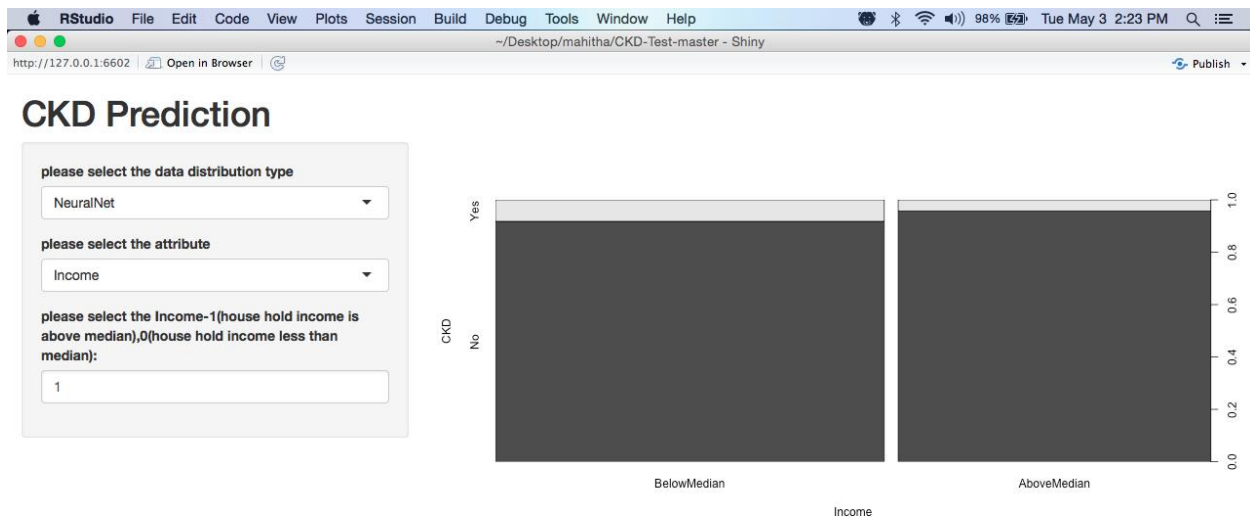 RStudio File Edit Code View Plots Session Build Debug Tools Window Help 98% Tue May 3 2:23 PM
~/Desktop/mahitha/CKD-Test-master - Shiny
http://127.0.0.1:6602 Open in Browser Publish
CKD Prediction
please select the data distribution type
NeuralNet
please select the attribute
Income
please select the Income-1(house hold income is
above median),0(house hold income less than
median):
1
CKD
Yes
No
1.0
0.8
0.6
0.4
0.2
0.0
BelowMedian AboveMedian
Income